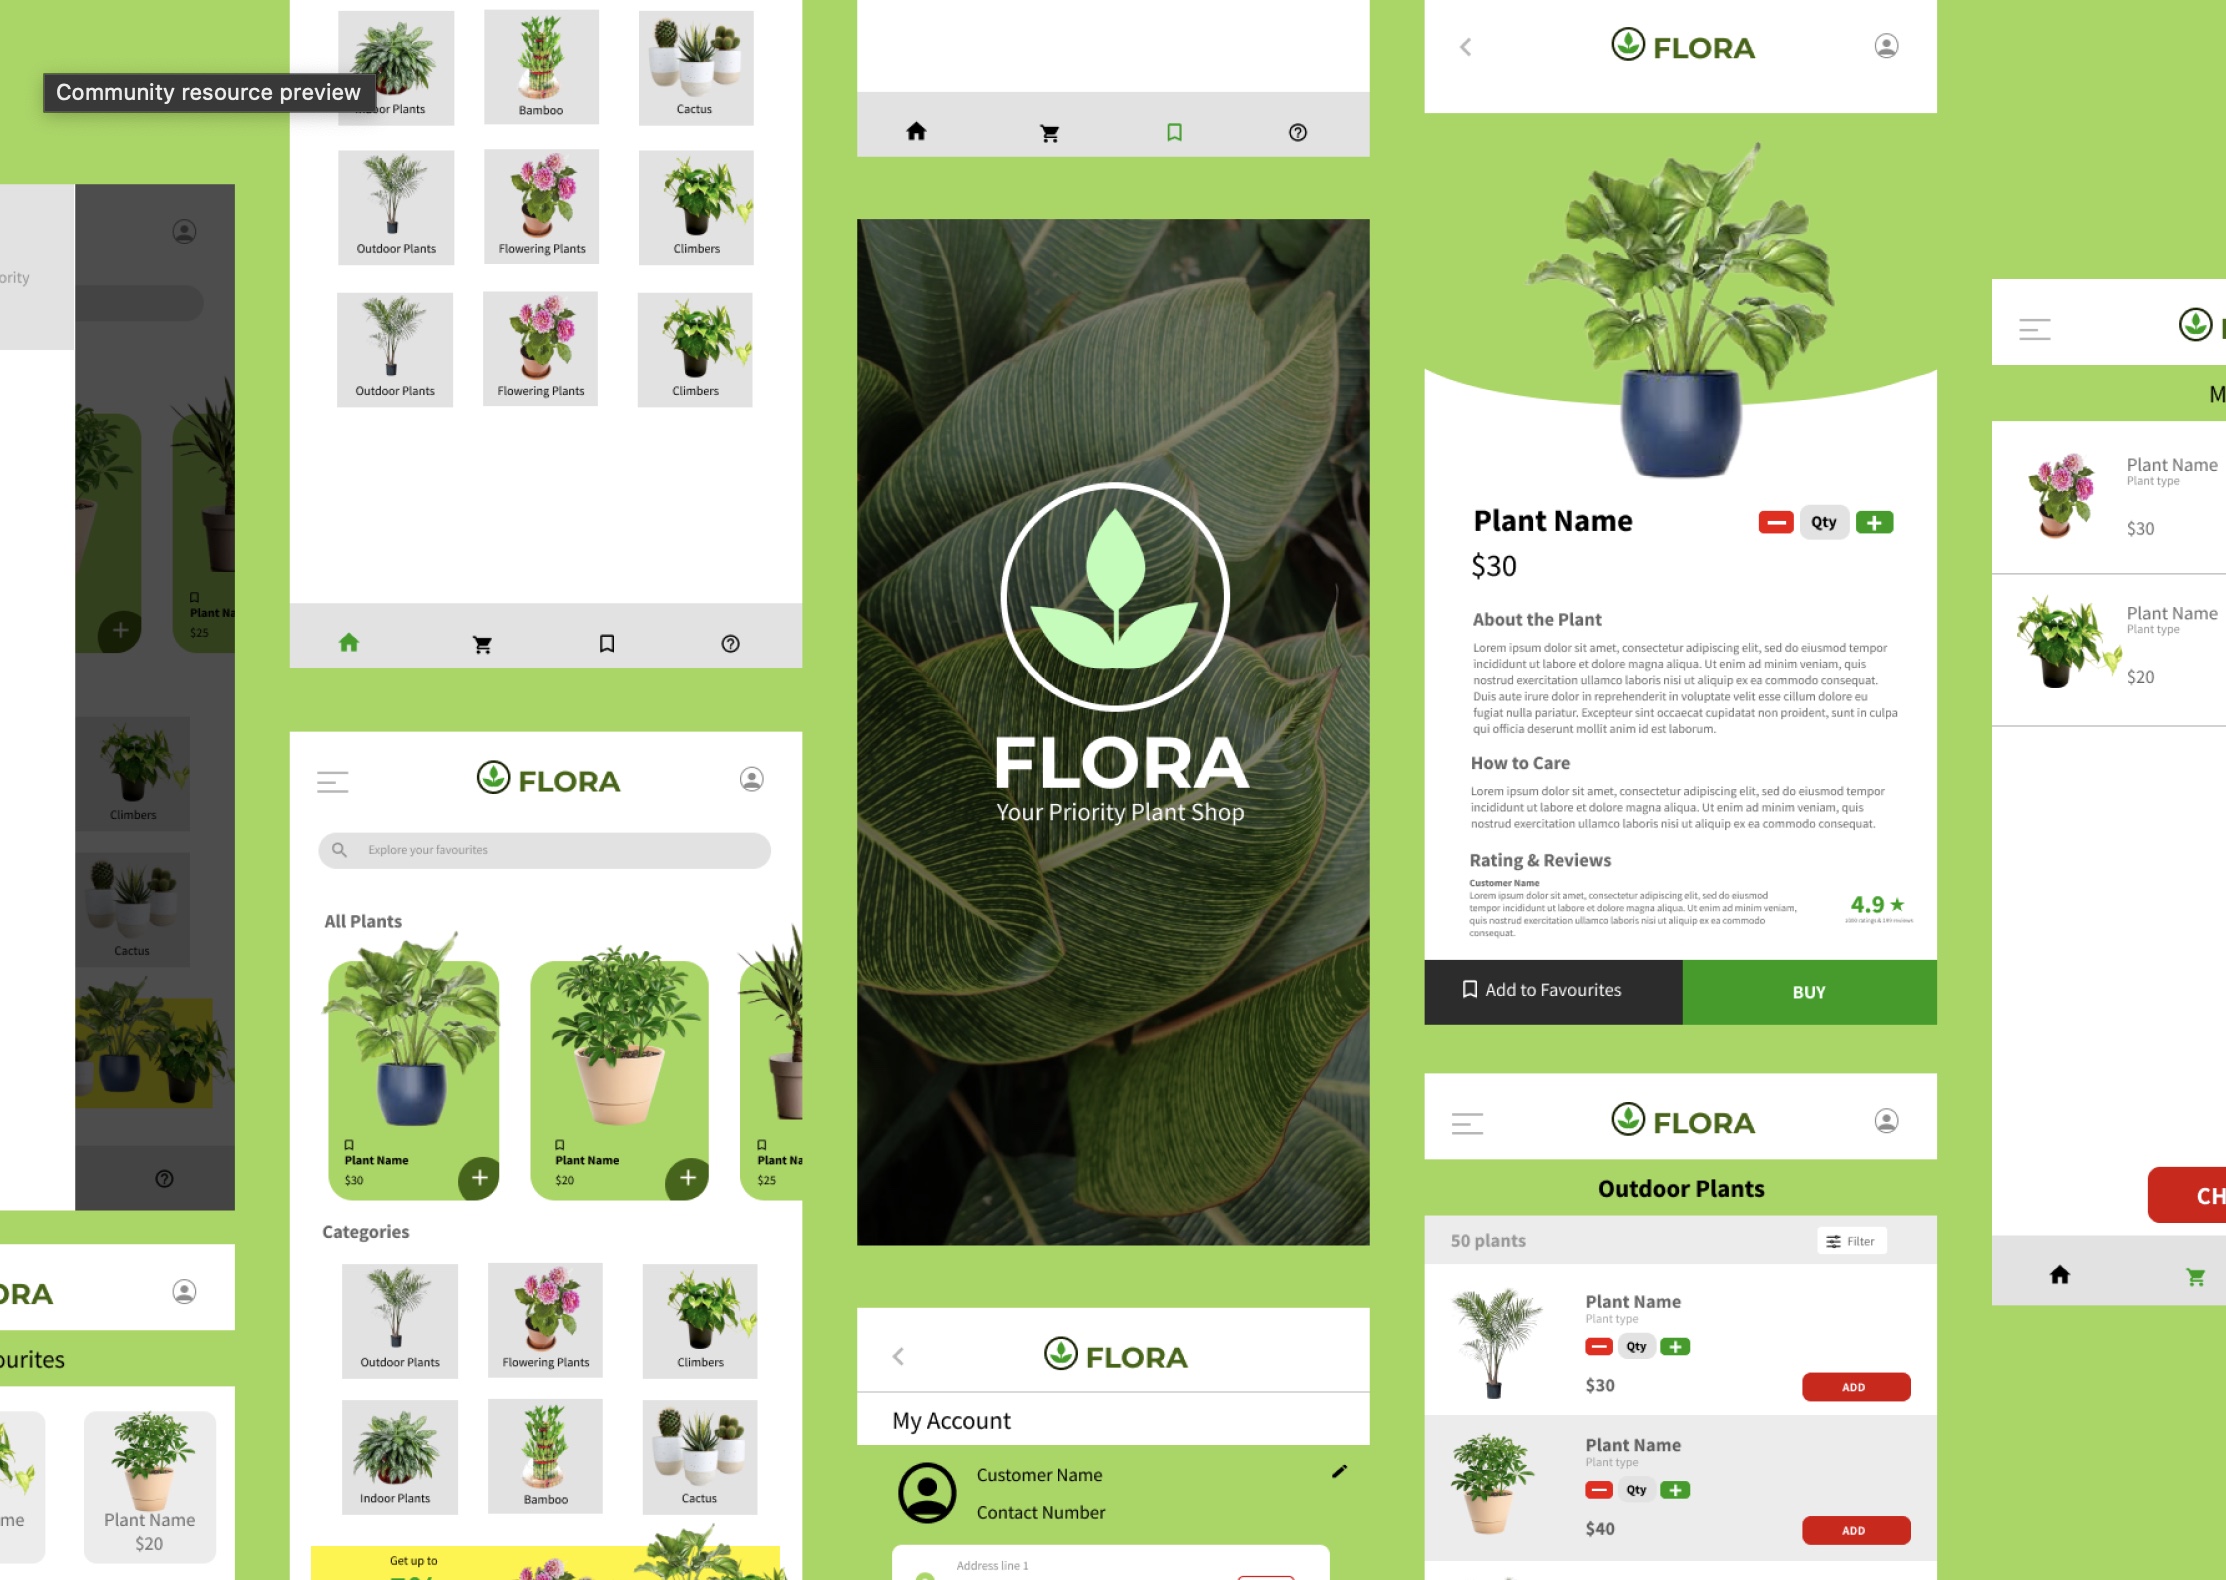 Community resource preview
ority
Plant Na
$25
Climbers
Cactus
ORA
ourites
me
Plant Name
$20
oor Plants
Bamboo
Cactus
Outdoor Plants
Flowering Plants
Climbers
Outdoor Plants
Flowering Plants
Climbers
FLORA
Explore your favourites
All Plants
Plant Name
$30
Plant Name
$20
Plant Na
$25
Categories
Outdoor Plants
Flowering Plants
Climbers
Indoor Plants
Bamboo
Cactus
Get up to
FLORA
Your Priority Plant Shop
FLORA
My Account
Customer Name
Contact Number
Address line 1
FLORA
Plant Name
Qty
$30
About the Plant
Lorem ipsum dolor sit amet, consectetur adipiscing elit, sed do eiusmod tempor
incididunt ut labore et dolore magna aliqua. Ut enim ad minim veniam, quis
nostrud exercitation ullamco laboris nisi ut aliquip ex ea commodo consequat.
Duis aute irure dolor in reprehenderit in voluptate velit esse cillum dolore eu
fugiat nulla pariatur. Excepteur sint occaecat cupidatat non proident, sunt in culpa
qui officia deserunt mollit anim id est laborum.
How to Care
Lorem ipsum dolor sit amet, consectetur adipiscing elit, sed do eiusmod tempor
incididunt ut labore et dolore magna aliqua. Ut enim ad minim veniam, quis
nostrud exercitation ullamco laboris nisi ut aliquip ex ea commodo consequat.
Rating & Reviews
Customer Name
Lorem ipsum dolor sit amet, consectetur adipiscing elit, sed do eiusmod
tempor incididunt ut labore et dolore magna aliqua. Ut enim ad minim veniam,
quis nostrud exercitation ullamco laboris nisi ut aliquip ex ea commodo
consequat.
4.9
Add to Favourites
BUY
FLORA
Outdoor Plants
50 plants
Filter
Plant Name
Plant type
Qty
$30
ADD
Plant Name
Plant type
Qty
$40
ADD
M
Plant Name
Plant type
$30
Plant Name
Plant type
$20
CH